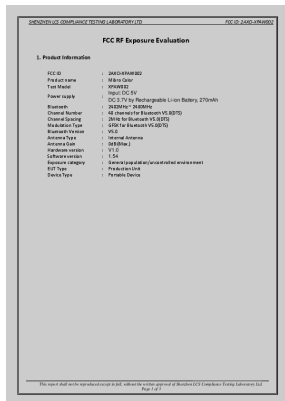 SHENZHEN LCS COMPLIANCE TESTING LABORATORY LTD FCC ID: 2AXCI-XPAW002
FCC RF Exposure Evaluation
1. Product Information
FCC ID : 2AXCI-XPAW002
Product name : Mibro Color
Test Model : XPAW002
Power supply : Input: DC 5V
DC 3.7V by Rechargeable Li-ion Battery, 270mAh
Bluetooth : 2402MHz~2480MHz
Channel Number : 40 channels for Bluetooth V5.0(DTS)
Channel Spacing : 2MHz for Bluetooth V5.0(DTS)
Modulation Type : GFSK for Bluetooth V5.0(DTS)
Bluetooth Version : V5.0
Antenna Type : Internal Antenna
Antenna Gain : 0dBi(Max.)
Hardware version : V1.0
Software version : 1.54
Exposure category : General population/uncontrolled environment
EUT Type : Production Unit
Device Type : Portable Device
This report shall not be reproduced except in full, without the written approval of Shenzhen LCS Compliance Testing Laboratory Ltd.
Page 1 of 3